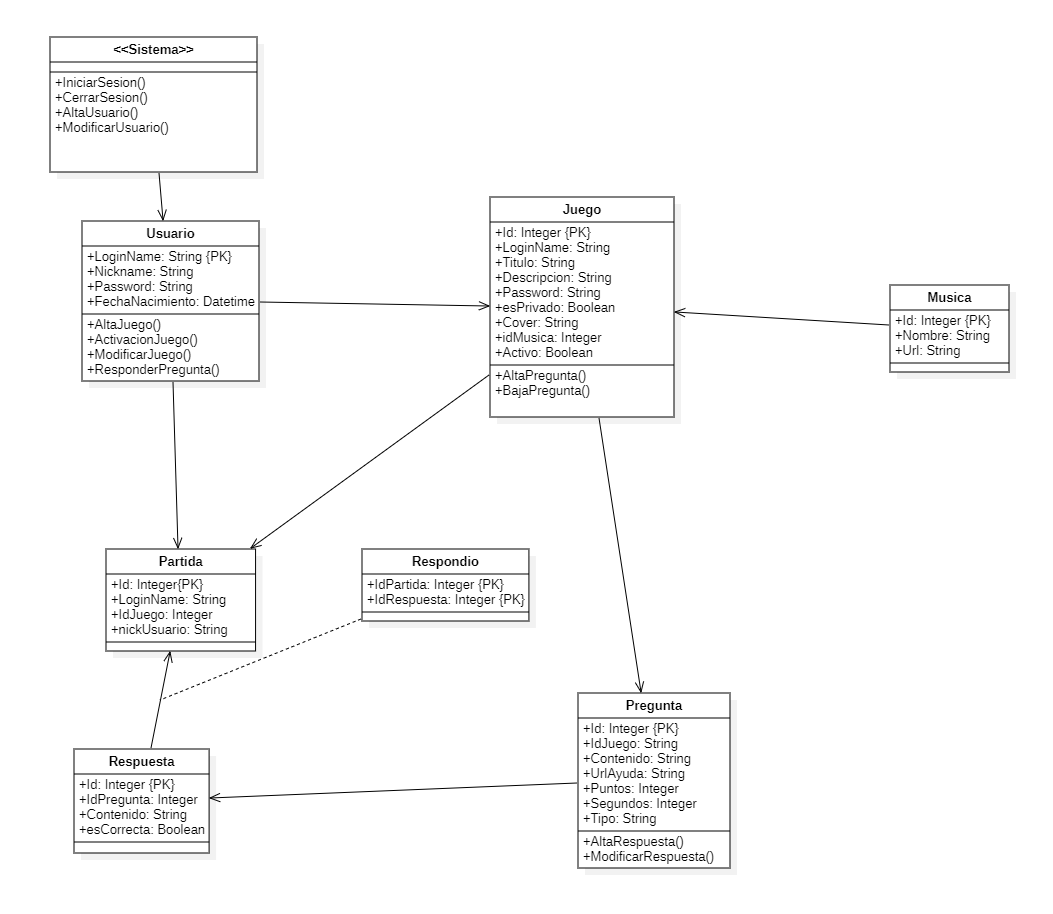 <<Sistema>>
+IniciarSesion()
+CerrarSesion()
+AltaUsuario()
+ModificarUsuario()
Usuario
+LoginName: String {PK}
+Nickname: String
+Password: String
+FechaNacimiento: Datetime
+AltaJuego()
+ActivacionJuego()
+ModificarJuego()
+ResponderPregunta()
Juego
+Id: Integer {PK}
+LoginName: String
+Titulo: String
+Descripcion: String
+Password: String
+esPrivado: Boolean
+Cover: String
+idMusica: Integer
+Activo: Boolean
+AltaPregunta()
+BajaPregunta()
Musica
+Id: Integer {PK}
+Nombre: String
+Url: String
Partida
+Id: Integer{PK}
+LoginName: String
+IdJuego: Integer
+nickUsuario: String
Respondio
+IdPartida: Integer {PK}
+IdRespuesta: Integer {PK}
Respuesta
+Id: Integer {PK}
+IdPregunta: Integer
+Contenido: String
+esCorrecta: Boolean
Pregunta
+Id: Integer {PK}
+IdJuego: String
+Contenido: String
+UrlAyuda: String
+Puntos: Integer
+Segundos: Integer
+Tipo: String
+AltaRespuesta()
+ModificarRespuesta()